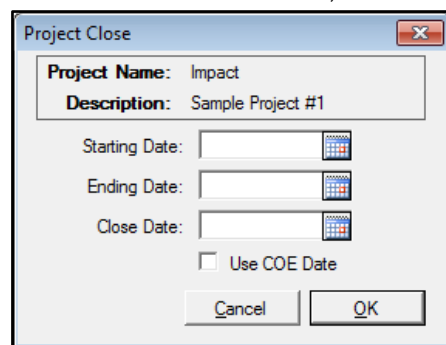 Project Close
Project Name: Impact
Description: Sample Project #1
Starting Date:
Ending Date:
Close Date:
Use COE Date
Cancel OK